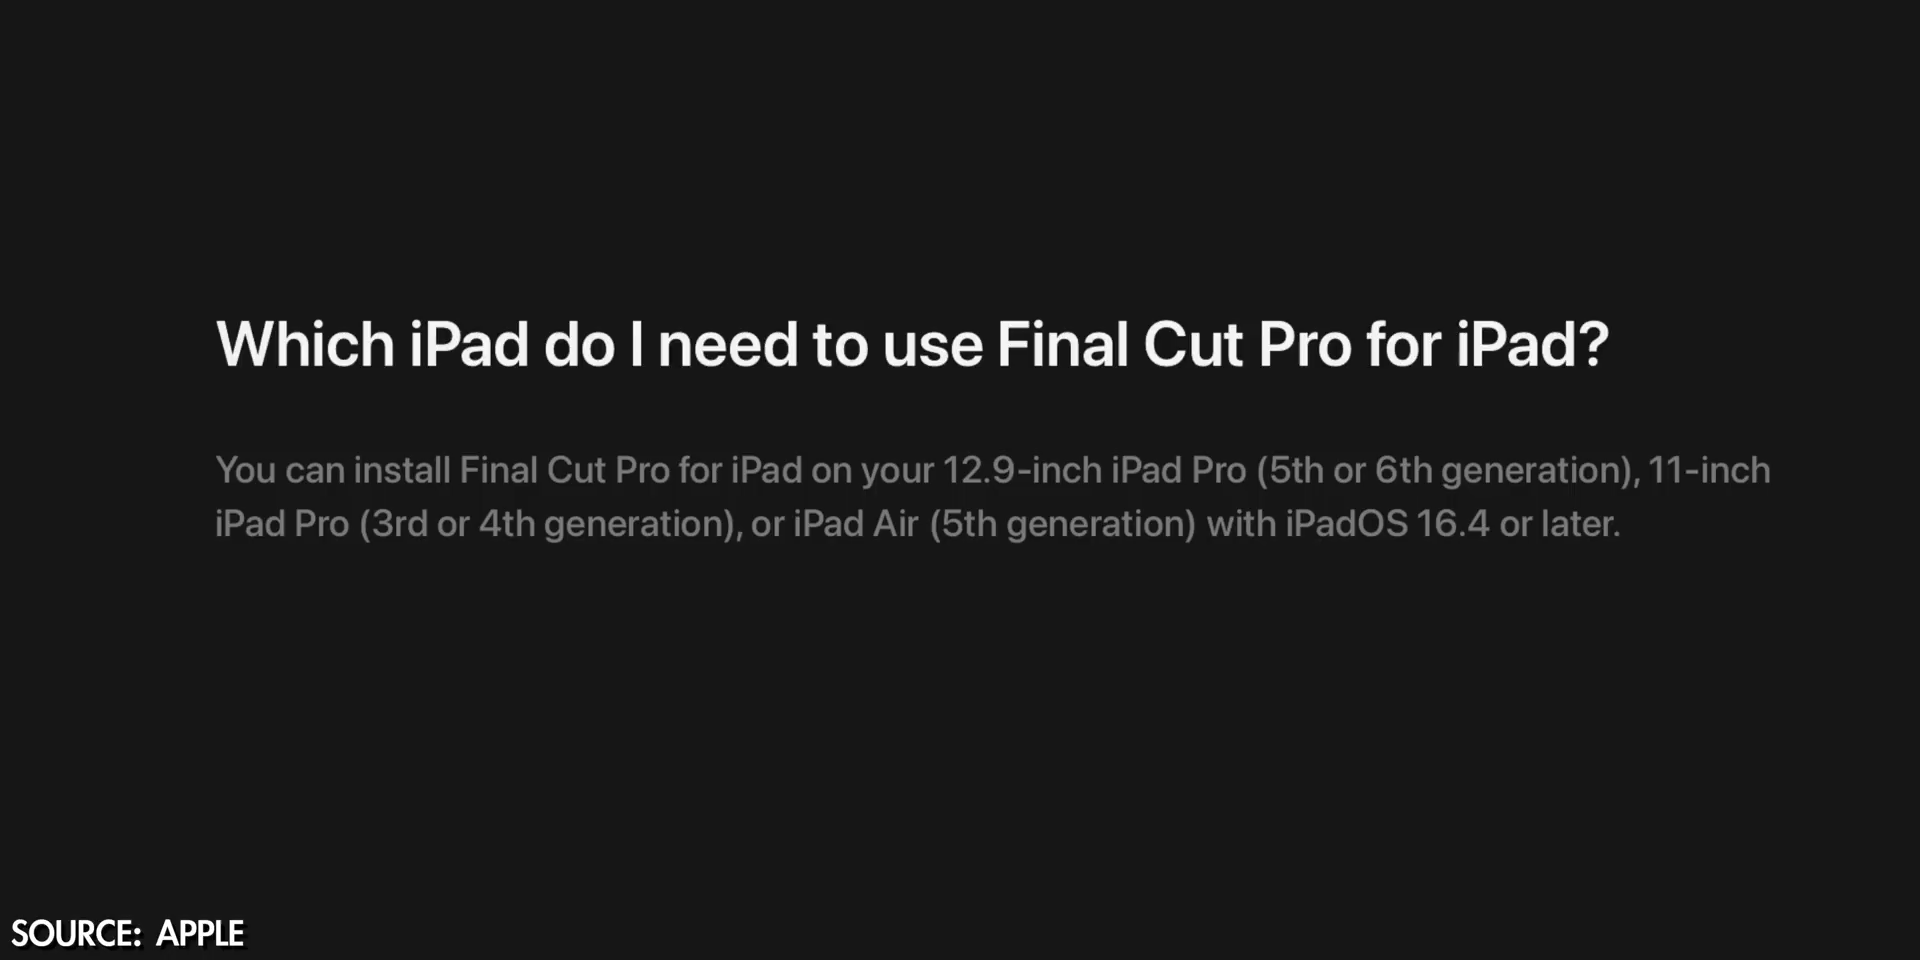 Which iPad do I need to use Final Cut Pro for iPad?
You can install Final Cut Pro for iPad on your 12.9-inch iPad Pro (5th or 6th generation), 11-inch
iPad Pro (3rd or 4th generation), or iPad Air (5th generation) with iPadOS 16.4 or later.
SOURCE: APPLE